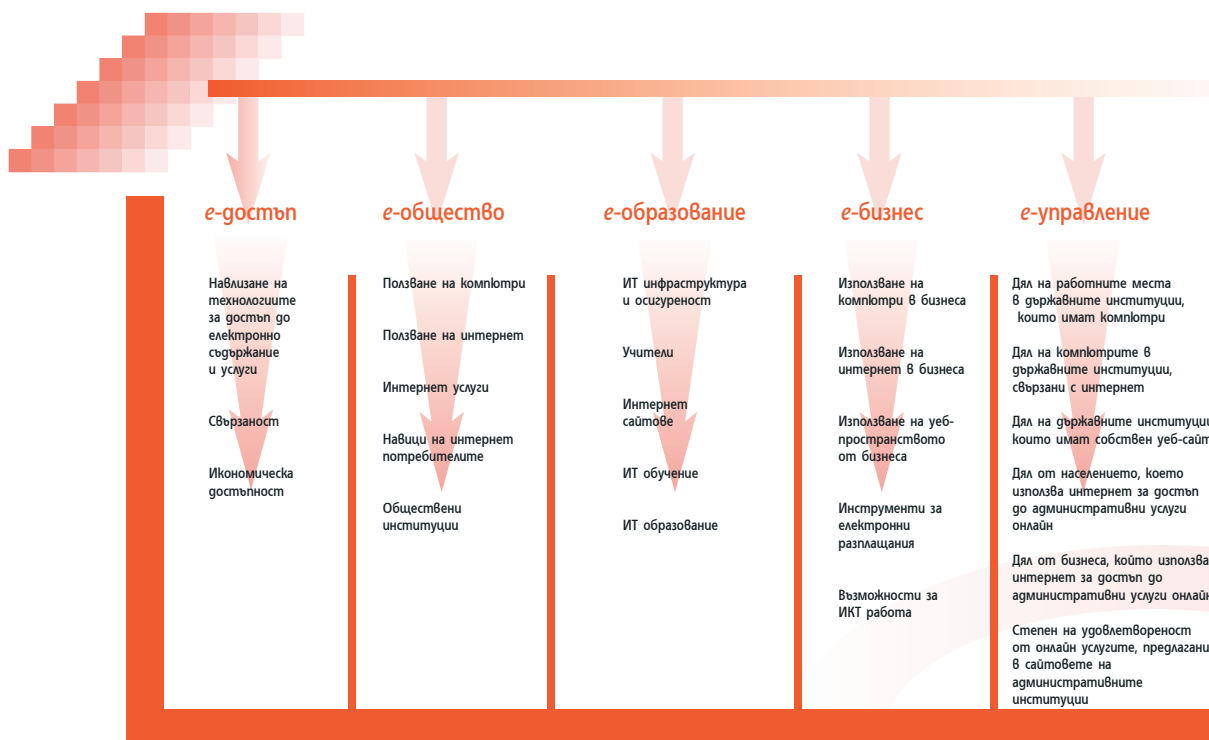 е-достъп
Навлизане на
технологиите
за достъп до
електронно
съдържание
и услуги
Свързаност
Икономическа
достъпност
е-общество
Ползване на компютри
Ползване на интернет
Интернет услуги
Навици на интернет
потребителите
Обществени
институции
е-образование
ИТ инфраструктура
и осигуреност
Учители
Интернет
сайтове
ИТ обучение
ИТ образование
е-бизнес
Използване на
компютри в бизнеса
Използване на
интернет в бизнеса
Използване на уеб-
пространството
от бизнеса
Инструменти за
електронни
разплащания
Възможности за
ИКТ работа
е-управление
Дял на работните места
в държавните институции,
които имат компютри
Дял на компютрите в
държавните институции,
свързани с интернет
Дял на държавните институции
които имат собствен уеб-сайт
Дял от населението, което
използва интернет за достъп
до административни услуги
онлайн
Дял от бизнеса, който използва
интернет за достъп до
административни услуги онлайн
Степен на удовлетвореност
от онлайн услугите, предлагани
в сайтовете на
административните
институции